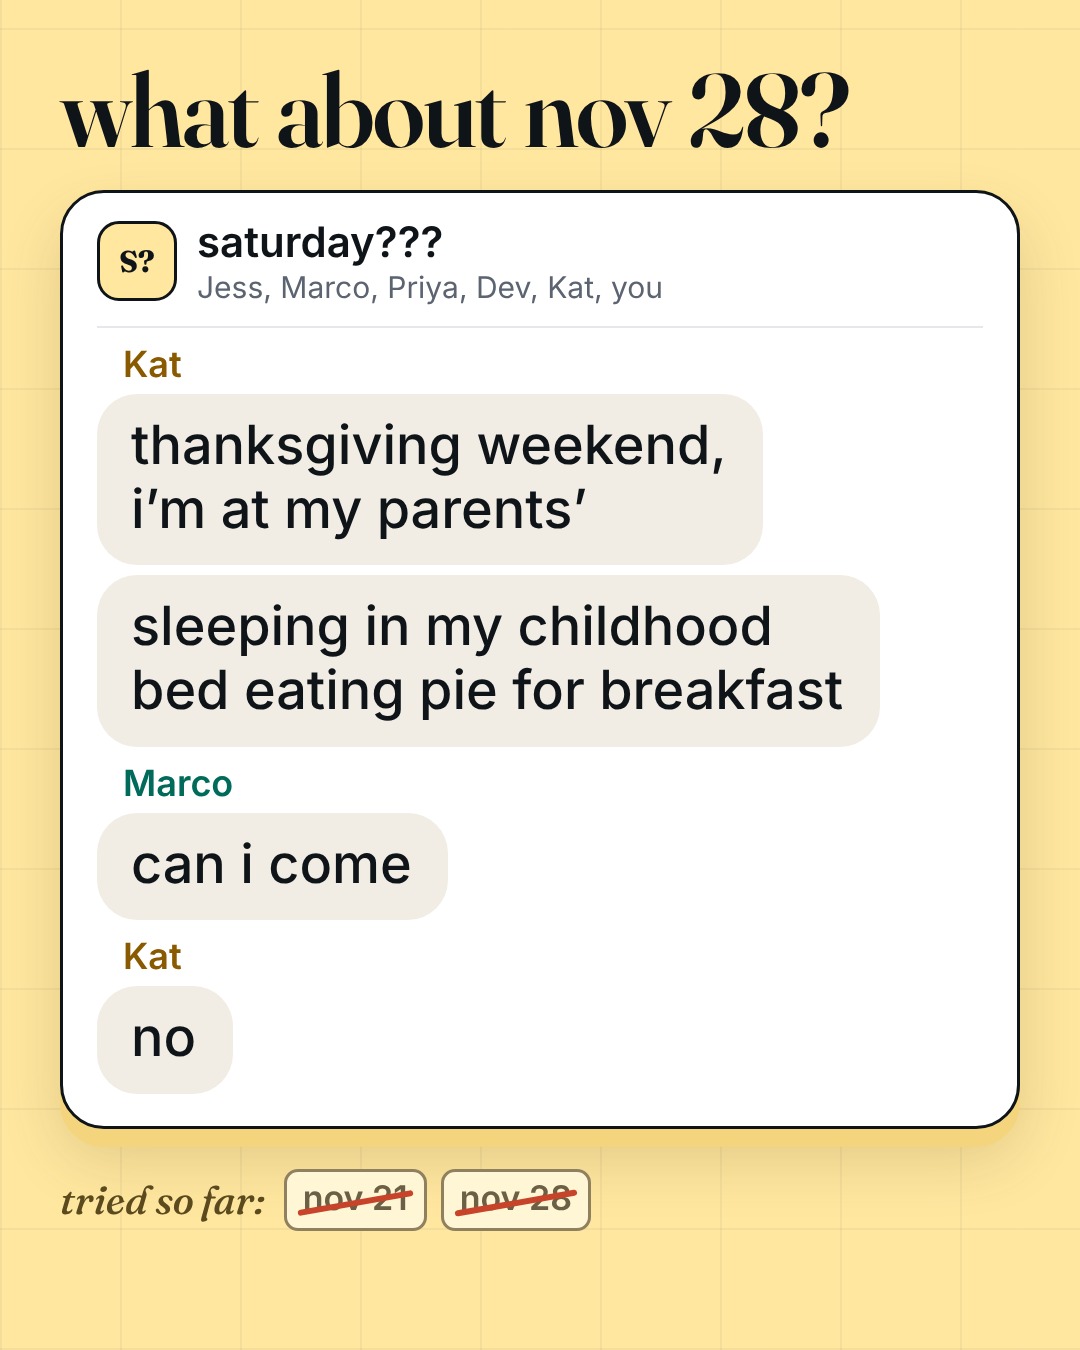 what about nov 28?
S?
saturday???
Jess, Marco, Priya, Dev, Kat, you
Kat
thanksgiving weekend,
i’m at my parents’
sleeping in my childhood
bed eating pie for breakfast
Marco
can i come
Kat
no
tried so far: nov 21 nov 28